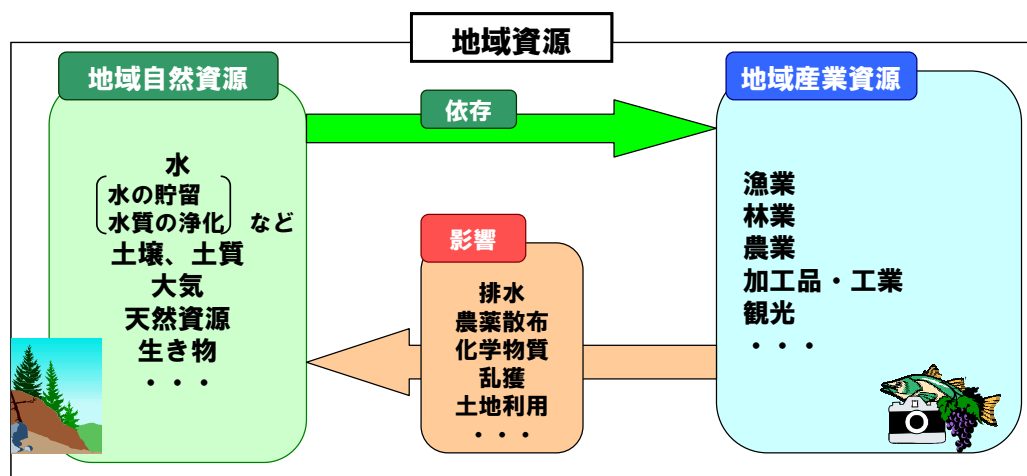 地域資源
地域自然資源
水
水の貯留
水質の浄化 など
土壌、土質
大気
天然資源
生き物
・・・
依存
影響
排水
農薬散布
化学物質
乱獲
土地利用
・・・
地域産業資源
漁業
林業
農業
加工品・工業
観光
・・・